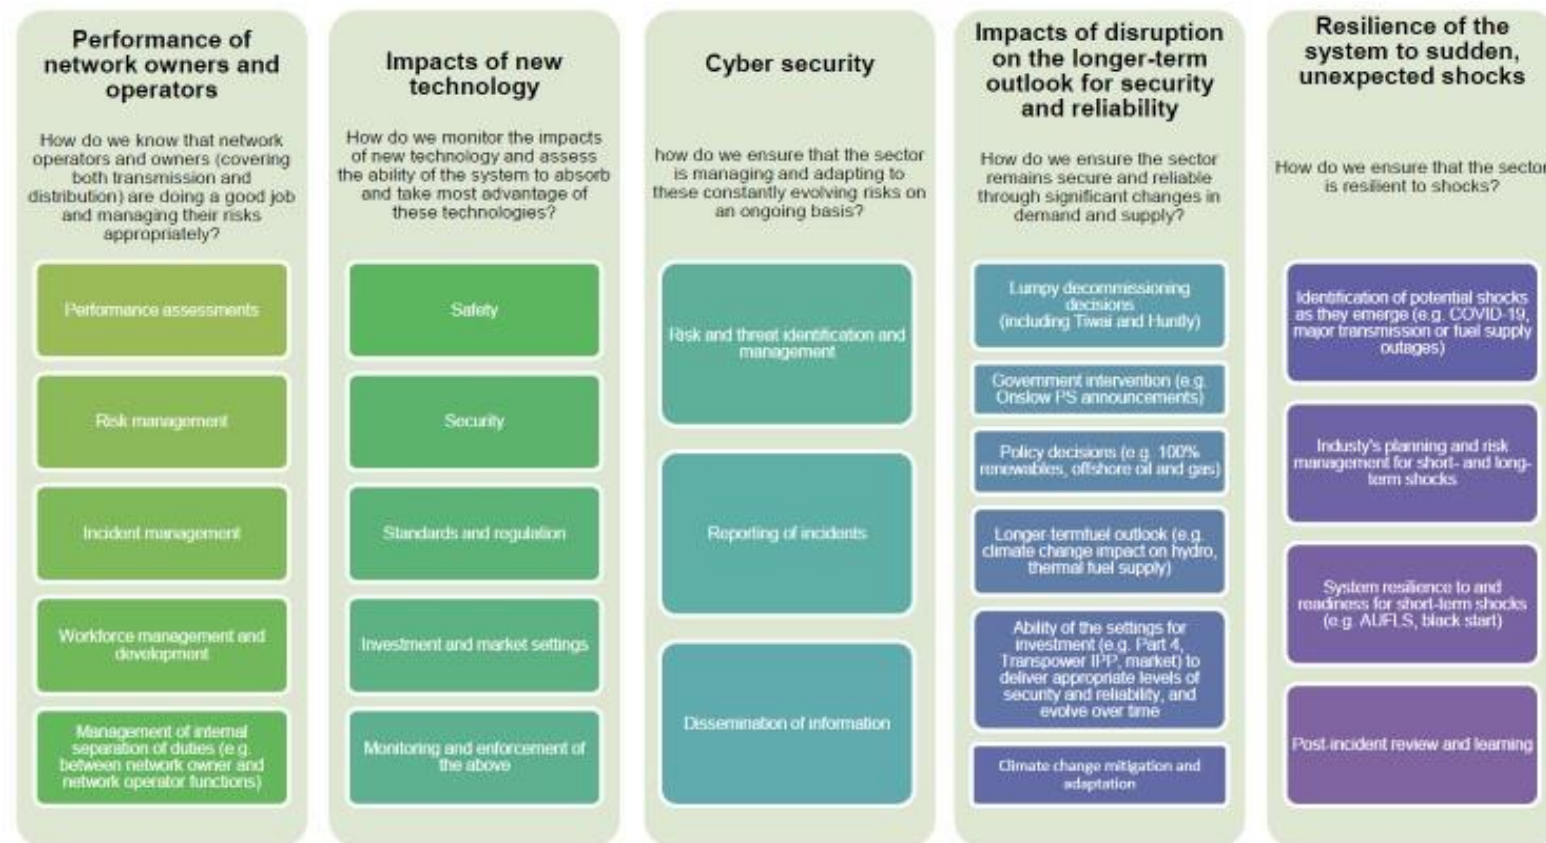 Performance of
network owners and
operators
How do we know that network
operators and owners (covering
both transmission and
distribution) are doing a good job
and managing their risks
appropriately?
Performance assessments
Risk management
Incident management
Workforce management and
development
Management of internal
separation of duties (e.g.
between network owner and
network operator functions)
Impacts of new
technology
How do we monitor the impacts
of new technology and assess
the ability of the system to absorb
and take most advantage of
these technologies?
Safety
Security
Standards and regulation
Investment and market settings
Monitoring and enforcement of
the above
Cyber security
how do we ensure that the sector
is managing and adapting to
these constantly evolving risks on
an ongoing basis?
Risk and threat identification and
management
Reporting of incidents
Dissemination of information
Impacts of disruption
on the longer-term
outlook for security
and reliability
How do we ensure the sector
remains secure and reliable
through significant changes in
demand and supply?
Lumpy decommissioning
decisions
(including Tiwai and Huntly)
Government intervention (e.g.
Onslow PS announcements)
Policy decisions (e.g. 100%
renewables, offshore oil and gas)
Longer termfuel outlook (e.g.
climate change impact on hydro,
thermal fuel supply)
Ability of the settings for
investment (e.g. Part 4,
Transpower IPP, market) to
deliver appropriate levels of
security and reliability, and
evolve over time
Climate change mitigation and
adaptation
Resilience of the
system to sudden,
unexpected shocks
How do we ensure that the sector
is resilient to shocks?
Identification of potential shocks
as they emerge (e.g. COVID-19,
major transmission or fuel supply
outages)
Industy's planning and risk
management for short- and long-
term shocks
System resilience to and
readiness for short-term shocks
(e.g. AUFLS, black start)
Post-incident review and learning